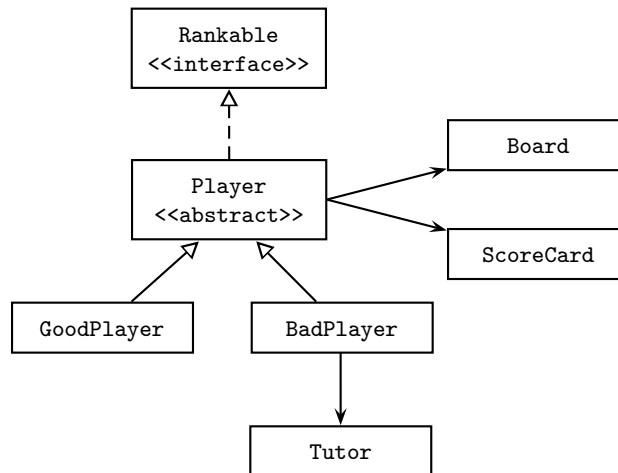 Rankable
<<interface>>
Player
<<abstract>>
Board
ScoreCard
GoodPlayer
BadPlayer
Tutor